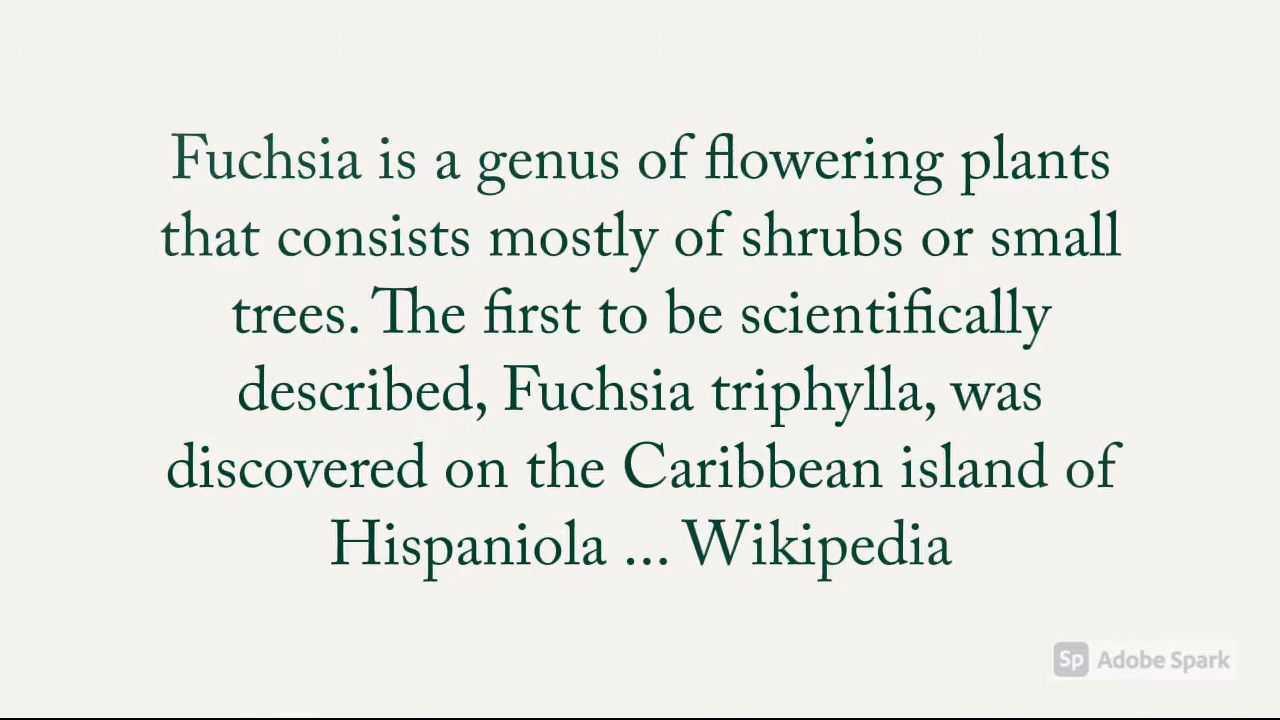 Fuchsia is a genus of flowering plants
that consists mostly of shrubs or small
trees. The first to be scientifically
described, Fuchsia triphylla, was
discovered on the Caribbean island of
Hispaniola ... Wikipedia
Sp Adobe Spark